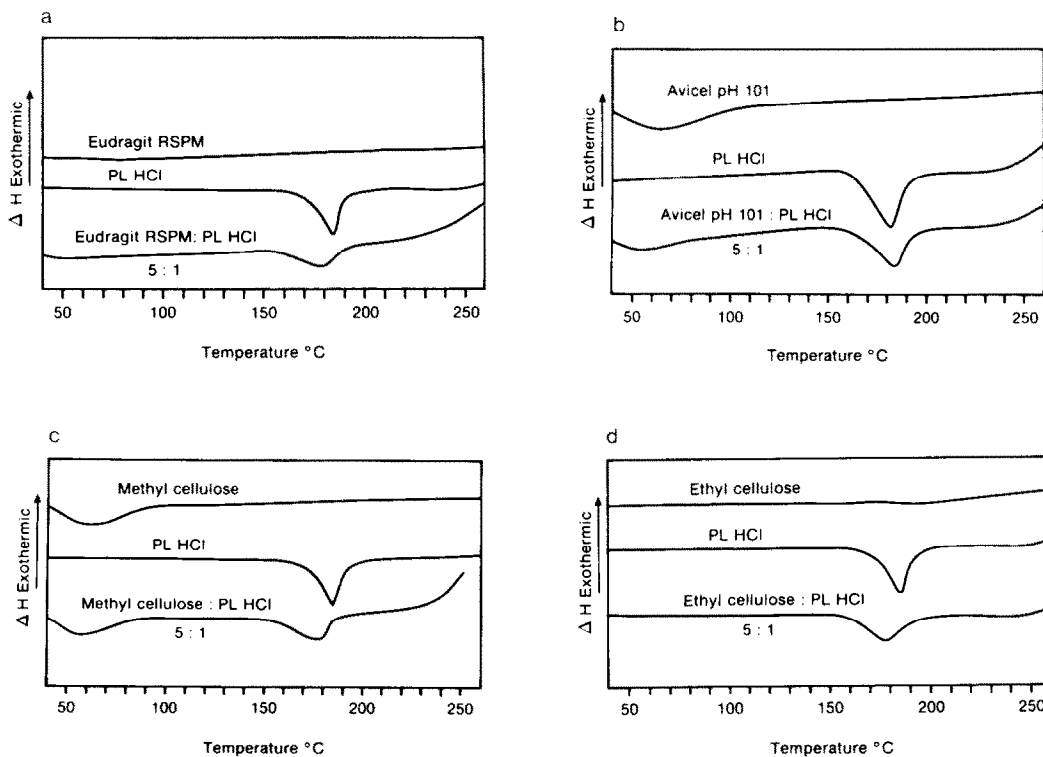 a
Δ H Exothermic
Eudragit RSPM
PL HCl
Eudragit RSPM: PL HCl
5 : 1
50 100 150 200 250
Temperature °C
b
Δ H Exothermic
Avicel pH 101
PL HCl
Avicel pH 101 : PL HCl
5 : 1
50 100 150 200 250
Temperature °C
c
Δ H Exothermic
Methyl cellulose
PL HCl
Methyl cellulose : PL HCl
5 : 1
50 100 150 200 250
Temperature °C
d
Δ H Exothermic
Ethyl cellulose
PL HCl
Ethyl cellulose : PL HCl
5 : 1
50 100 150 200 250
Temperature °C